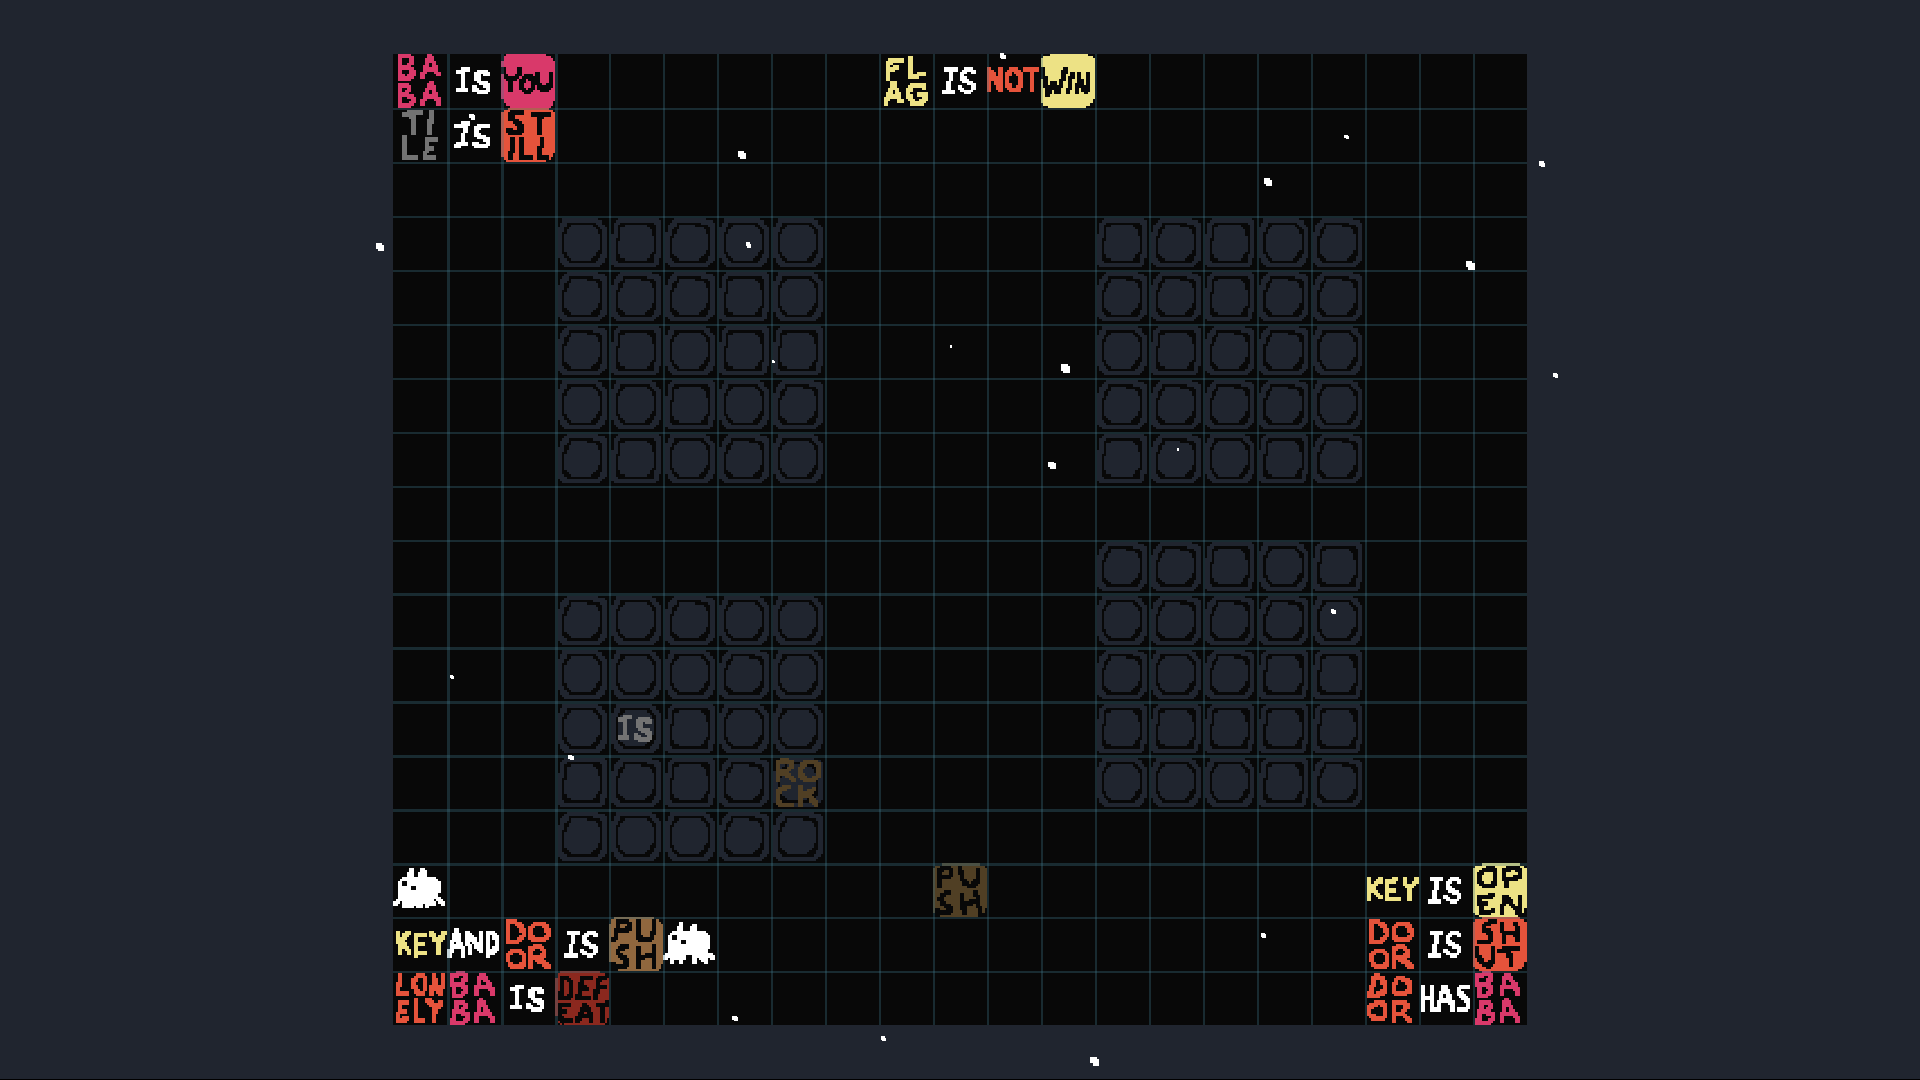 BABA IS YOU
FLAG IS NOT WIN
TILE IS STILL
IS
ROCK
PUSH
KEY IS OPEN
KEY AND DOOR IS PUSH
DOOR IS SHUT
LONELY BABA IS DEFEAT
DOOR HAS BABA